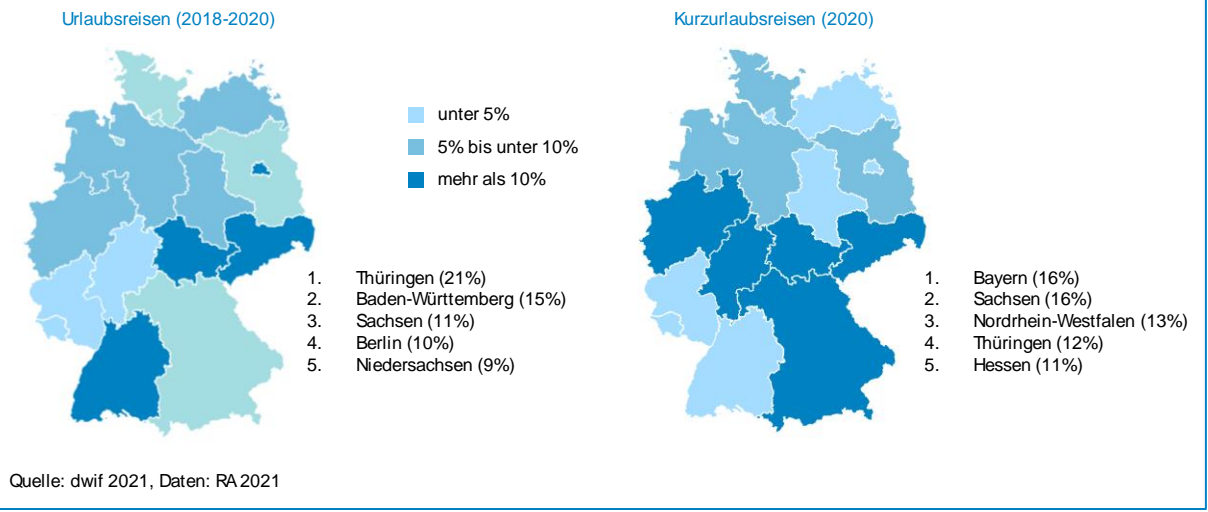 Urlaubsreisen (2018-2020)
Kurzurlaubsreisen (2020)
unter 5%
5% bis unter 10%
mehr als 10%
1. Thüringen (21%)
2. Baden-Württemberg (15%)
3. Sachsen (11%)
4. Berlin (10%)
5. Niedersachsen (9%)
1. Bayern (16%)
2. Sachsen (16%)
3. Nordrhein-Westfalen (13%)
4. Thüringen (12%)
5. Hessen (11%)
Quelle: dwif 2021, Daten: RA 2021